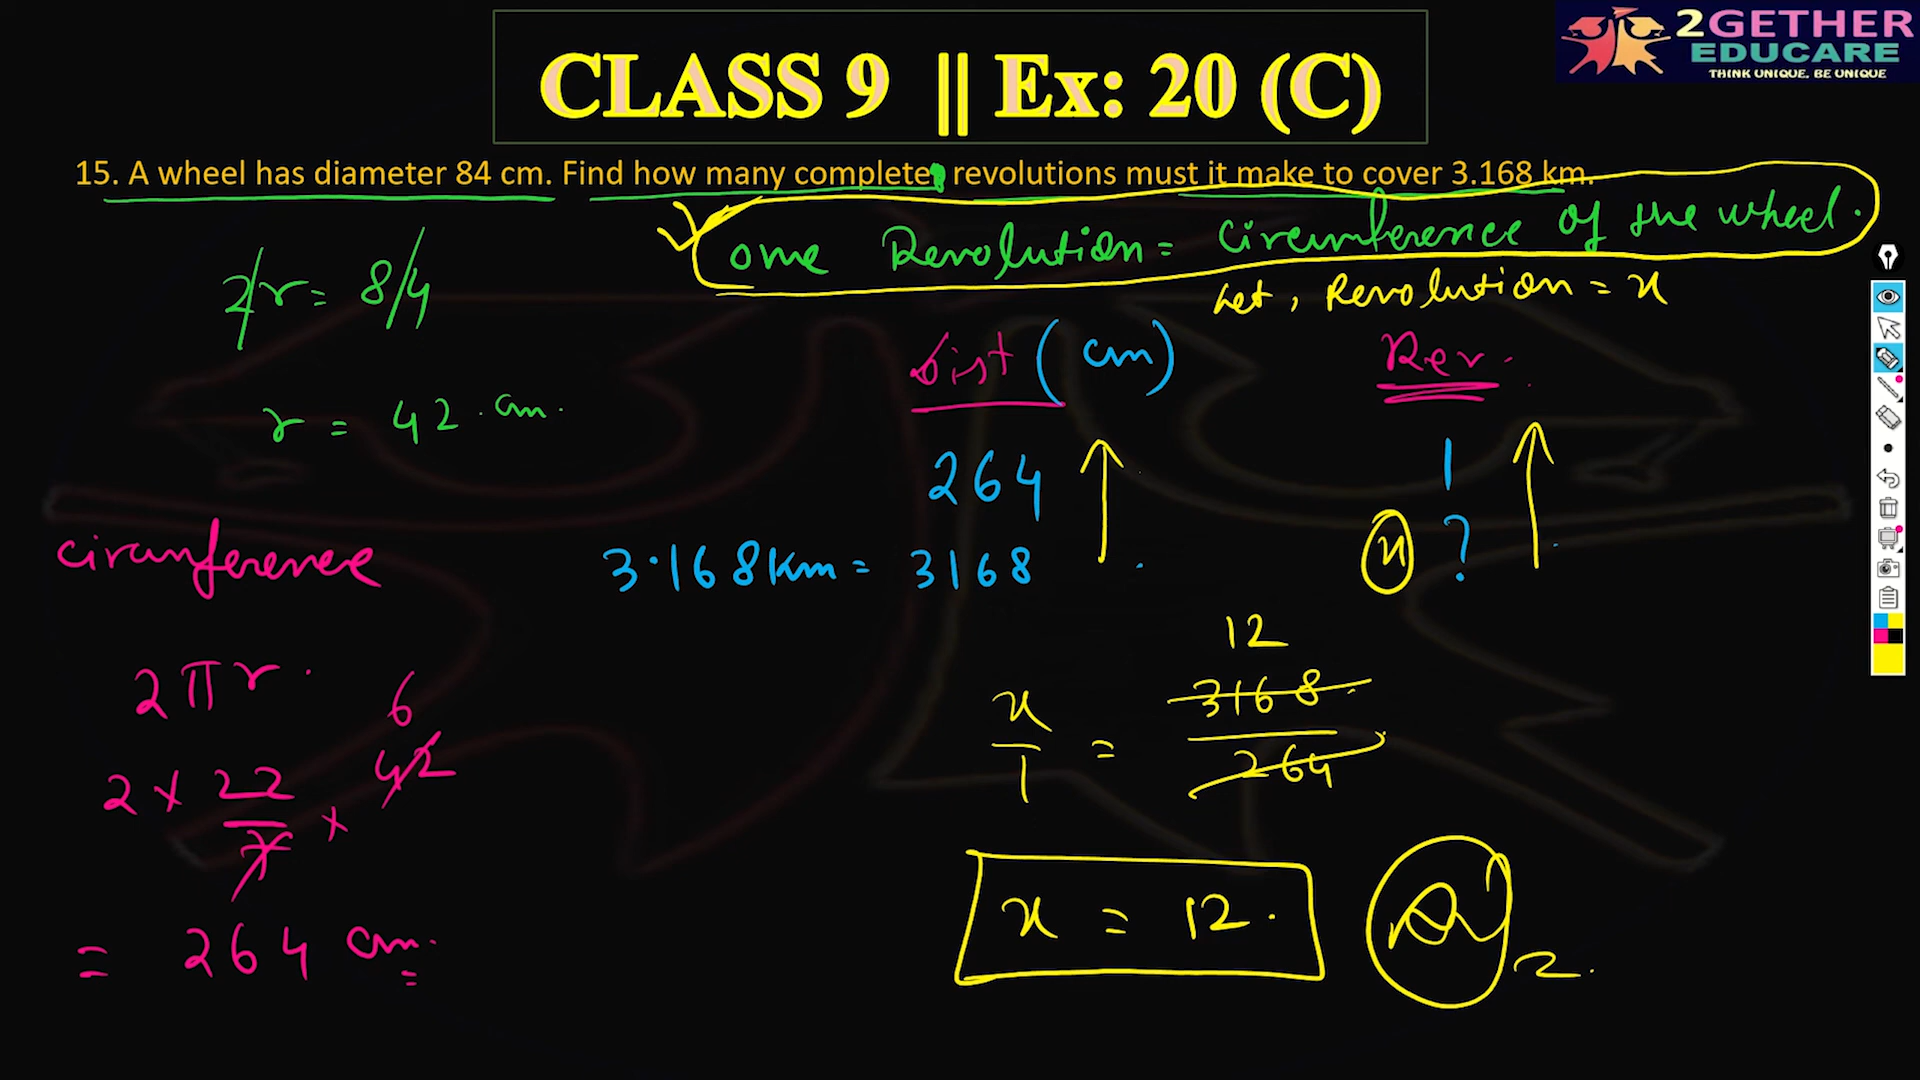 2GETHER
EDUCARE
THINK UNIQUE. BE UNIQUE
CLASS 9 || Ex: 20 (C)
15. A wheel has diameter 84 cm. Find how many complete revolutions must it make to cover 3.168 km.
one Revolution = circumference of the wheel.
Let, Revolution = x
2r = 84
r = 42 cm.
Dist (cm) Rev.
264 1
3.168 km = 3168 x ?
circumference
2πr.
2 × 22/7 × 42
6
= 264 cm.
12
x/1 = 3168/264
x = 12.
2.